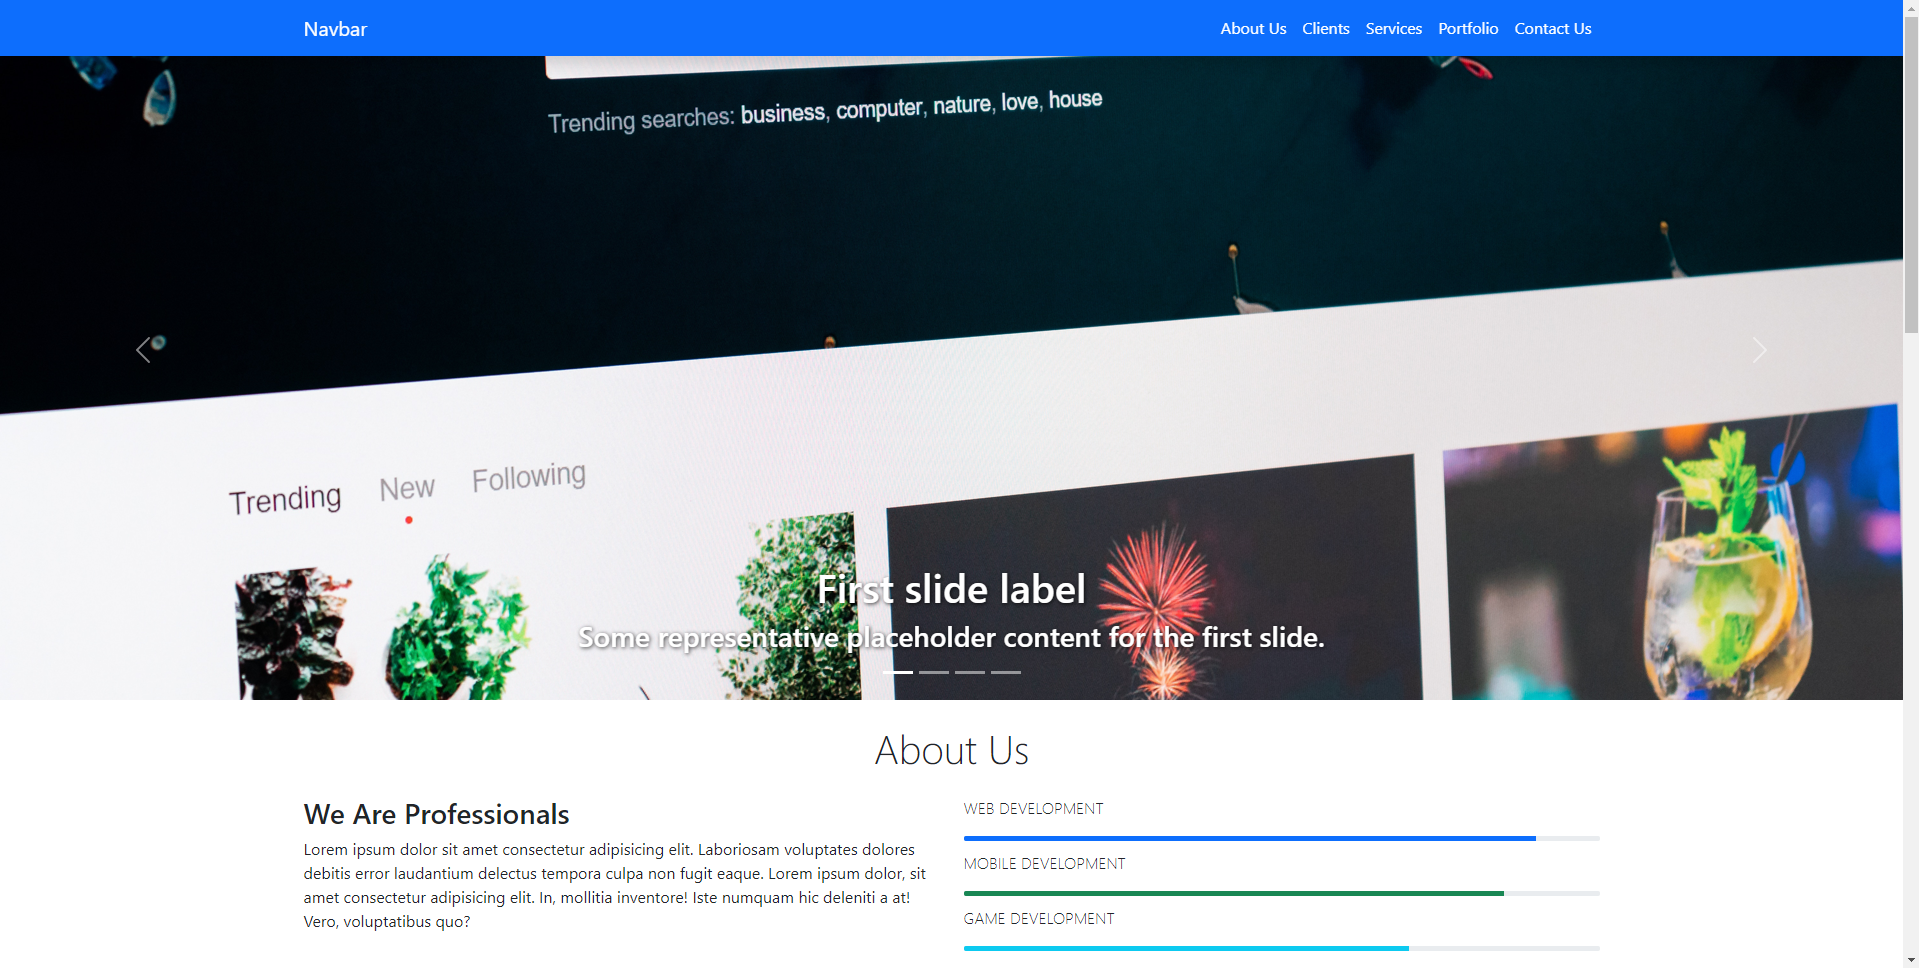 Navbar
About Us Clients Services Portfolio Contact Us
Trending searches: business, computer, nature, love, house
Trending New Following
First slide label
Some representative placeholder content for the first slide.
About Us
We Are Professionals
Lorem ipsum dolor sit amet consectetur adipisicing elit. Laboriosam voluptates dolores
debitis error laudantium delectus tempora culpa non fugit eaque. Lorem ipsum dolor, sit
amet consectetur adipisicing elit. In, mollitia inventore! Iste numquam hic deleniti a at!
Vero, voluptatibus quo?
WEB DEVELOPMENT
MOBILE DEVELOPMENT
GAME DEVELOPMENT